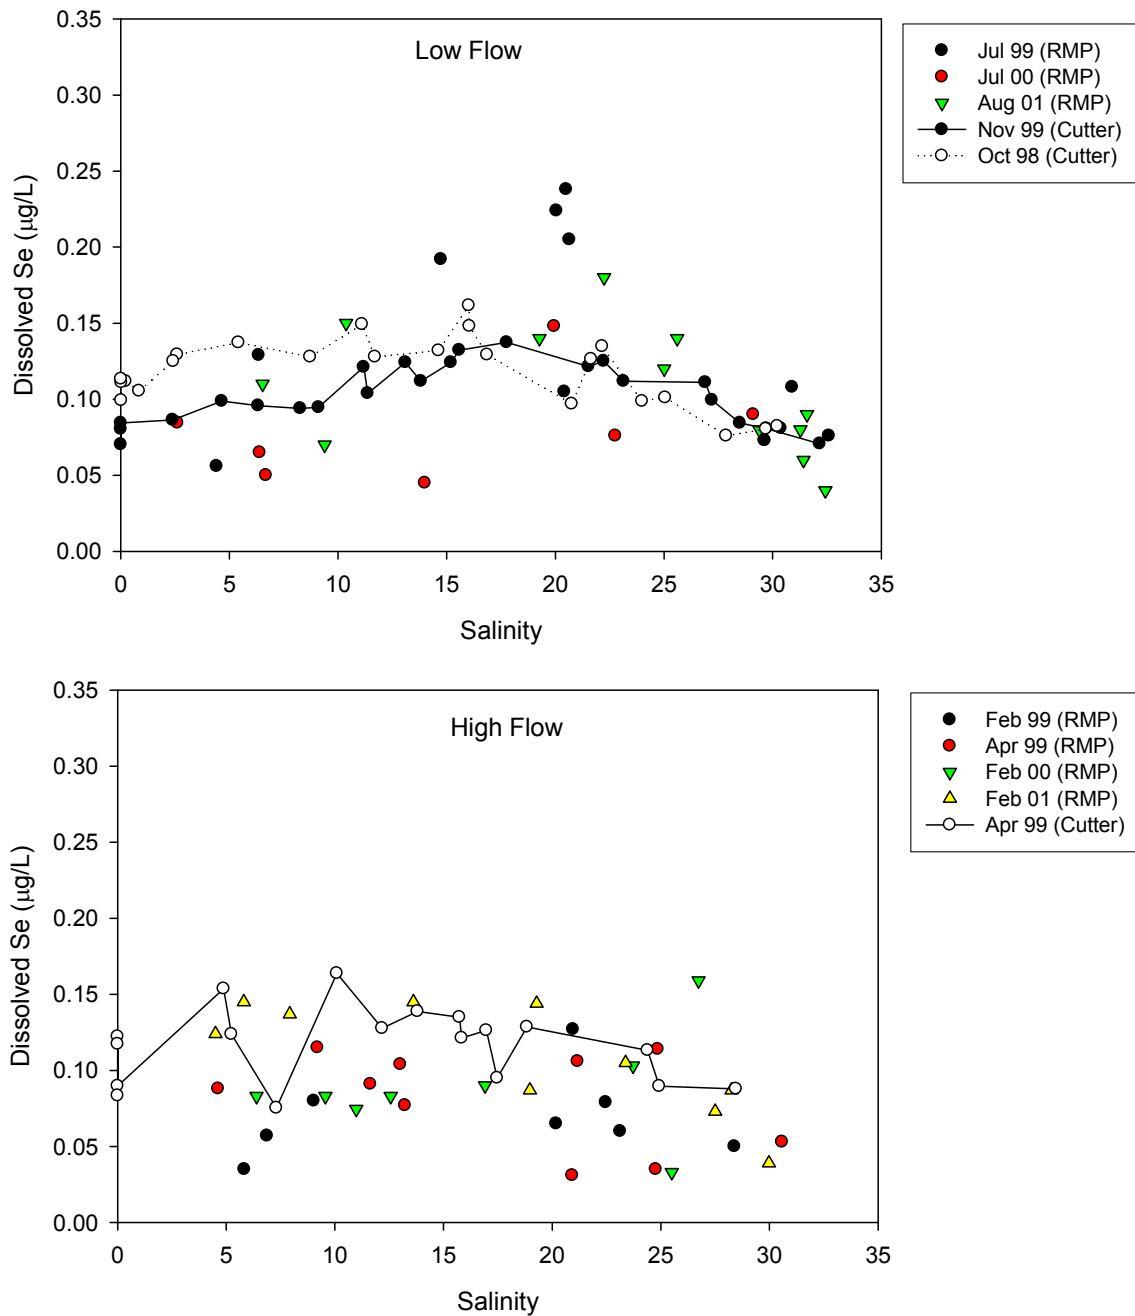 Low Flow
Jul 99 (RMP)
Jul 00 (RMP)
Aug 01 (RMP)
Nov 99 (Cutter)
Oct 98 (Cutter)
Dissolved Se (µg/L)
0.35
0.30
0.25
0.20
0.15
0.10
0.05
0.00
0 5 10 15 20 25 30 35
Salinity
High Flow
Feb 99 (RMP)
Apr 99 (RMP)
Feb 00 (RMP)
Feb 01 (RMP)
Apr 99 (Cutter)
Dissolved Se (µg/L)
0.35
0.30
0.25
0.20
0.15
0.10
0.05
0.00
0 5 10 15 20 25 30 35
Salinity